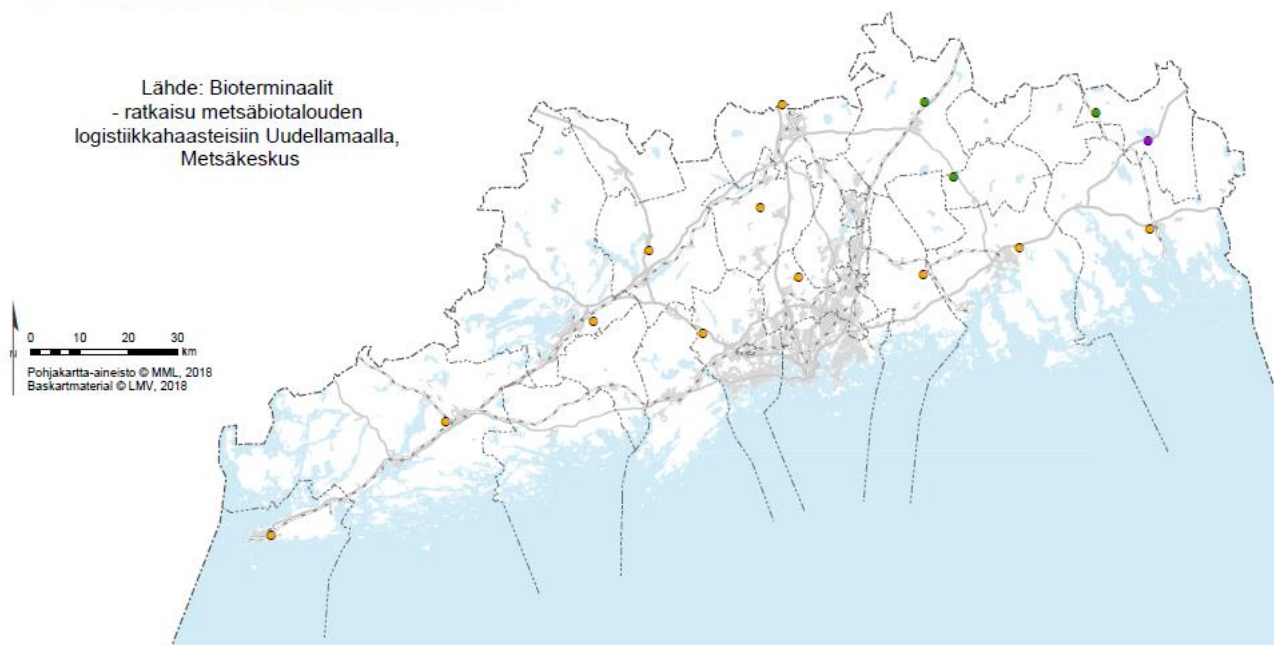 Lähde: Bioterminaalit
- ratkaisu metsäbiotalouden
logistiikkahaasteisiin Uudellamaalla,
Metsäkeskus
N
0 10 20 30
km
Pohjakartta-aineisto © MML, 2018
Baskartmaterial © LMV, 2018